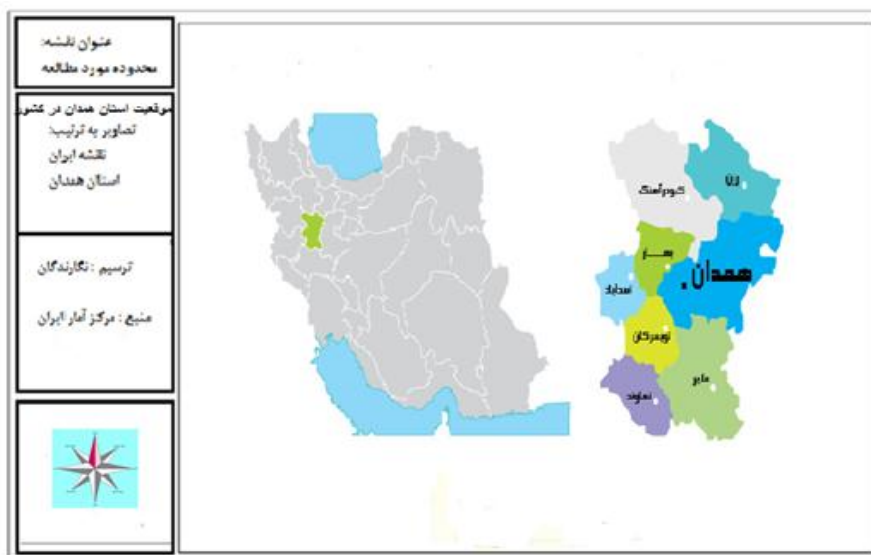 عنوان نقشه:
محدوده مورد مطالعه
موقعیت استان همدان در کشور
تصاویر به ترتیب:
نقشه ایران
استان همدان
ترسیم : نگارندگان
منبع : مرکز آمار ایران
رزن
کبودرآهنگ
بهار
همدان
اسدآباد
تویسرکان
ملایر
نهاوند